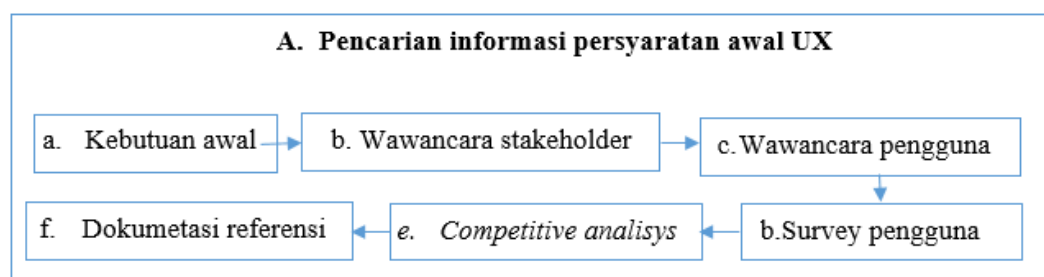 A. Pencarian informasi persyaratan awal UX
a. Kebutuan awal
b. Wawancara stakeholder
c. Wawancara pengguna
b.Survey pengguna
e. Competitive analisys
f. Dokumetasi referensi